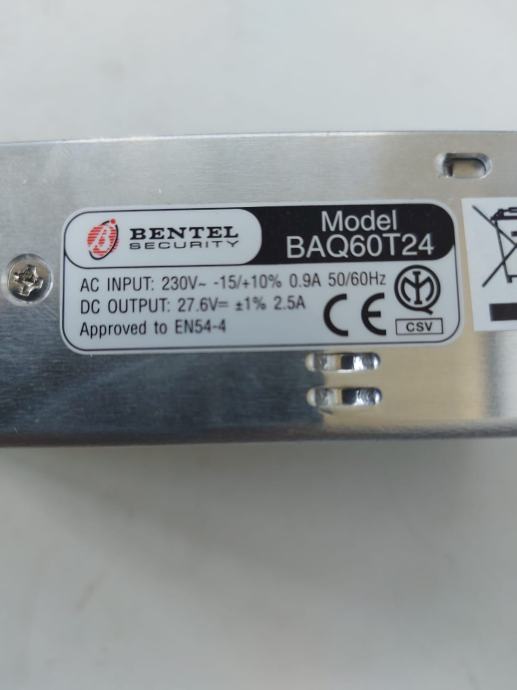 BENTEL
SECURITY
Model
BAQ60T24
AC INPUT: 230V~ -15/+10% 0.9A 50/60Hz
DC OUTPUT: 27.6V⎓ ±1% 2.5A
Approved to EN54-4
CE
CSV